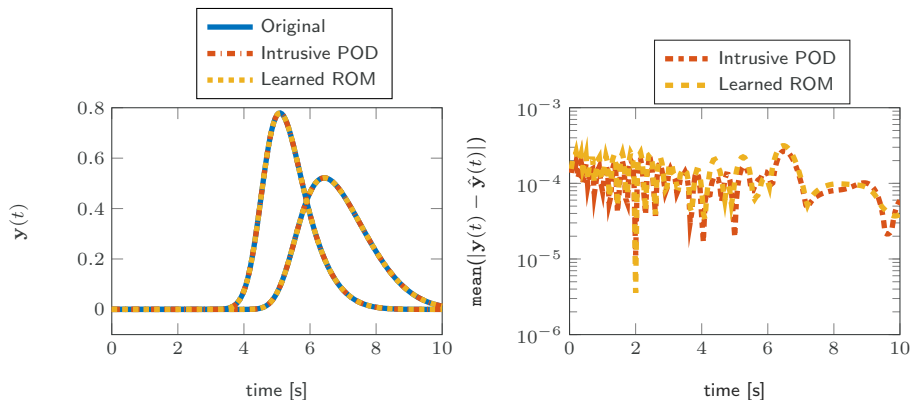 Original
Intrusive POD
Learned ROM
0.8
0.6
0.4
0.2
0
y(t)
0 2 4 6 8 10
time [s]
Intrusive POD
Learned ROM
10⁻³
10⁻⁴
10⁻⁵
10⁻⁶
mean(|y(t) − ŷ(t)|)
0 2 4 6 8 10
time [s]